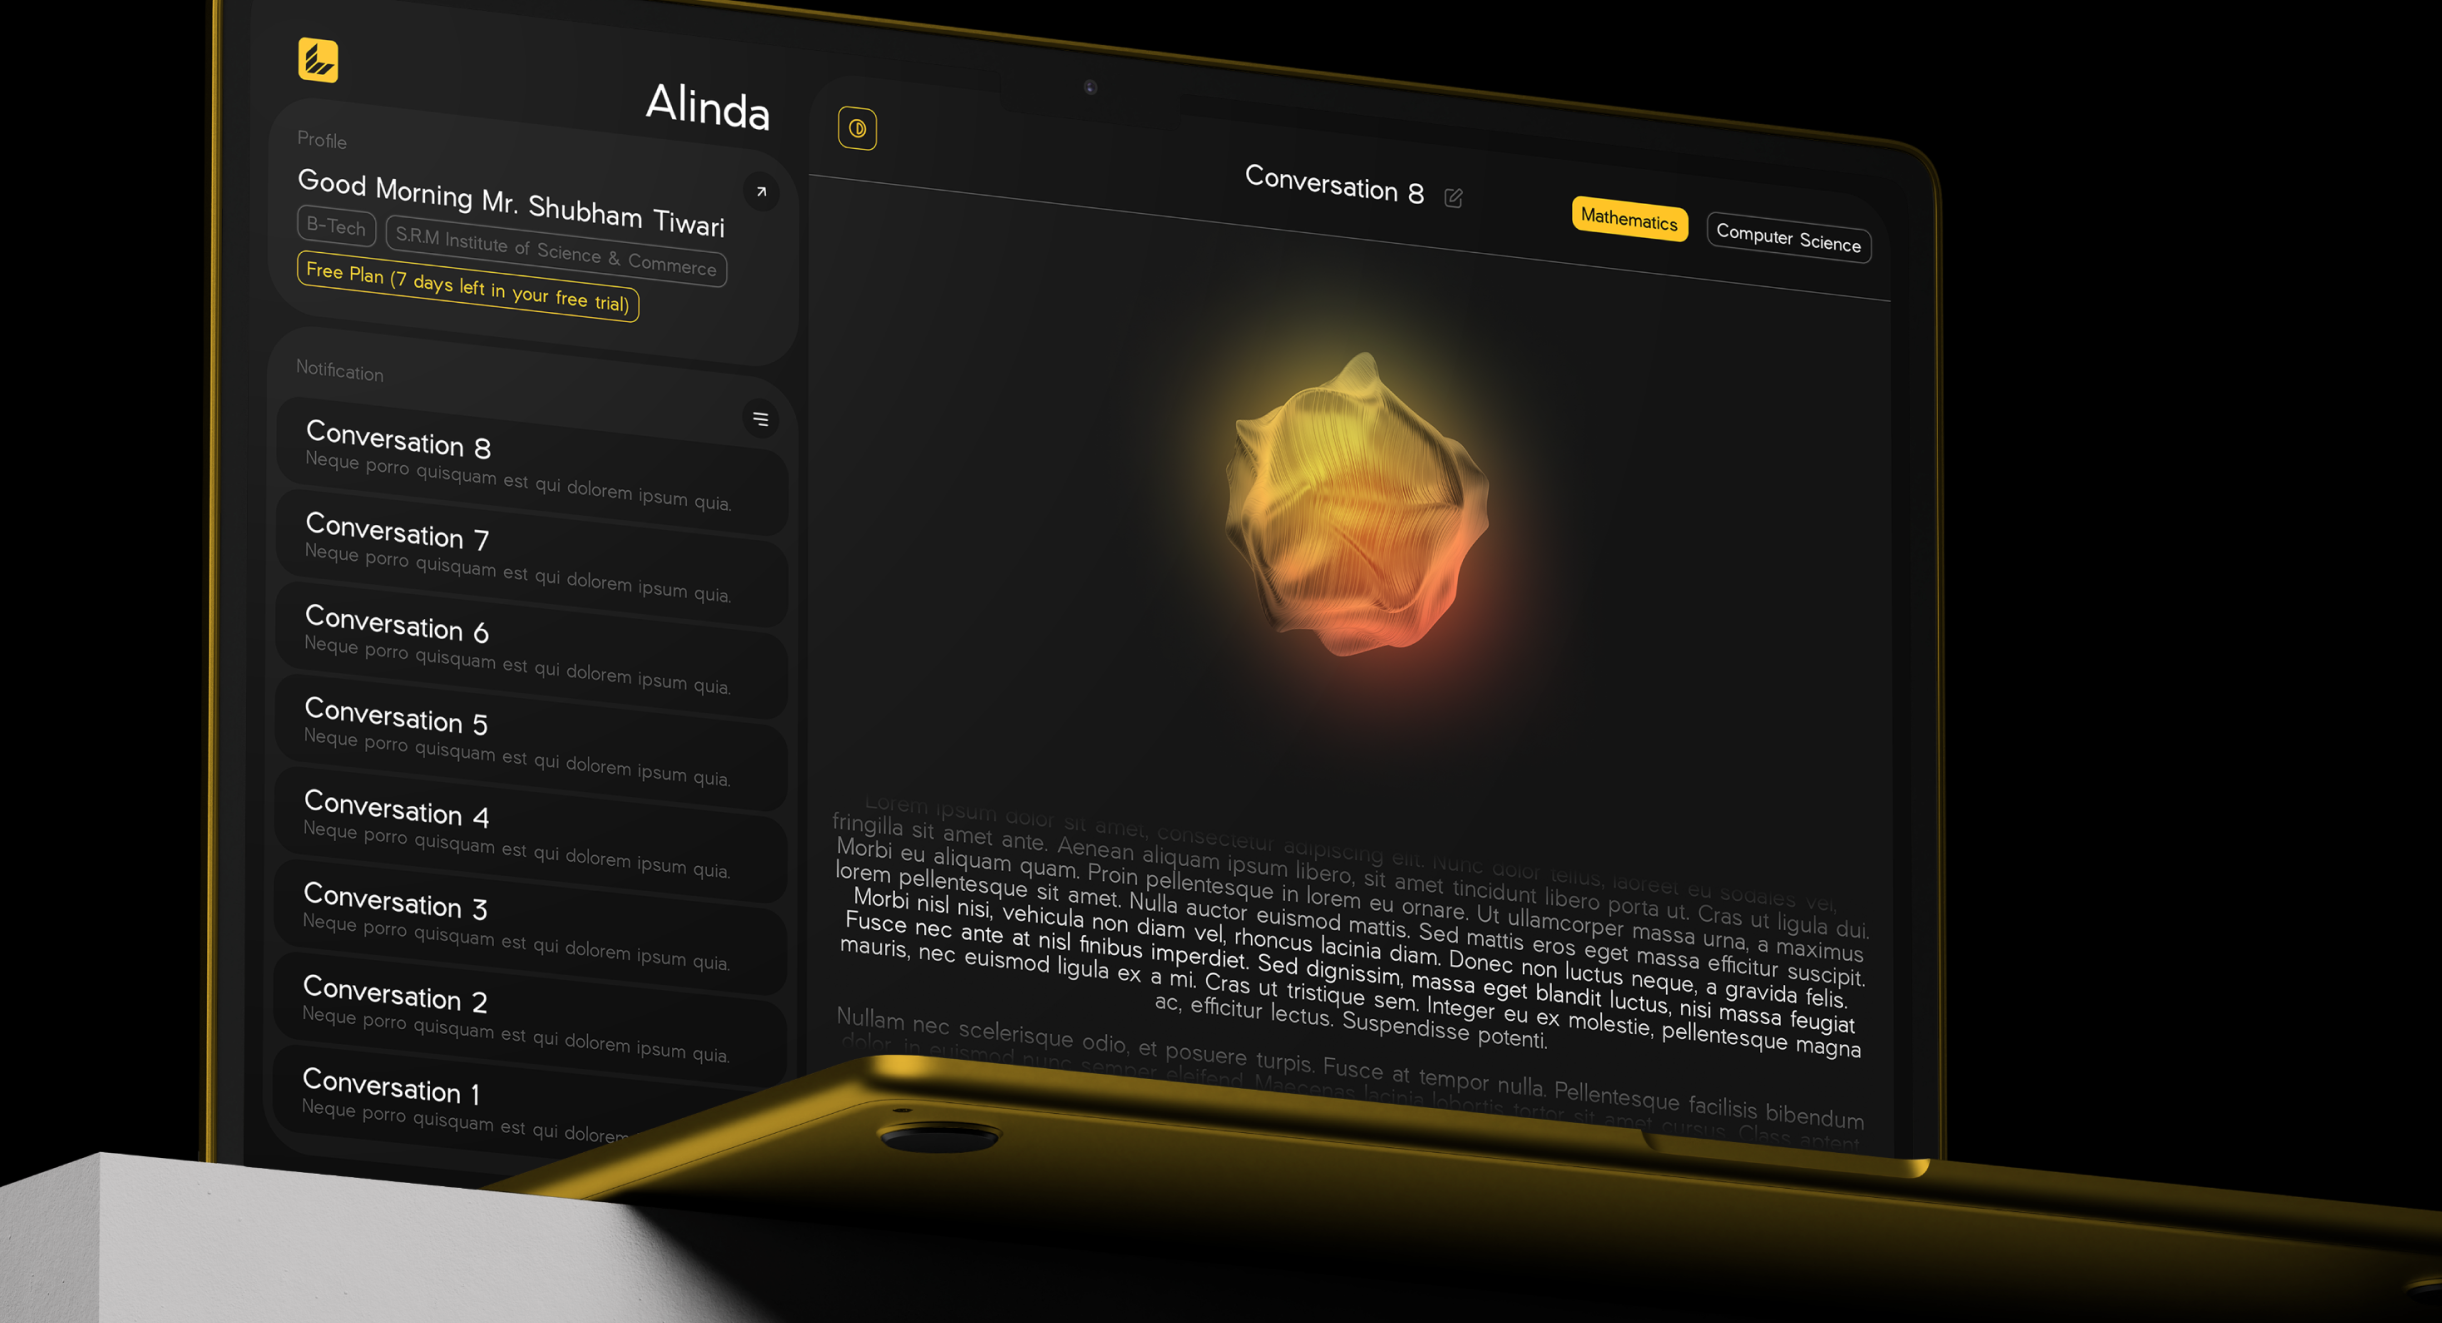 Alinda
Profile
Good Morning Mr. Shubham Tiwari
B-Tech
S.R.M Institute of Science & Commerce
Free Plan (7 days left in your free trial)
Notification
Conversation 8
Neque porro quisquam est qui dolorem ipsum quia.
Conversation 7
Neque porro quisquam est qui dolorem ipsum quia.
Conversation 6
Neque porro quisquam est qui dolorem ipsum quia.
Conversation 5
Neque porro quisquam est qui dolorem ipsum quia.
Conversation 4
Neque porro quisquam est qui dolorem ipsum quia.
Conversation 3
Neque porro quisquam est qui dolorem ipsum quia.
Conversation 2
Neque porro quisquam est qui dolorem ipsum quia.
Conversation 1
Neque porro quisquam est qui dolorem
Conversation 8
Mathematics
Computer Science
Lorem ipsum dolor sit amet, consectetur adipiscing elit. Nunc dolor tellus, laoreet eu sodales vel,
fringilla sit amet ante. Aenean aliquam ipsum libero, sit amet tincidunt libero porta ut. Cras ut ligula dui.
Morbi eu aliquam quam. Proin pellentesque in lorem eu ornare. Ut ullamcorper massa urna, a maximus
lorem pellentesque sit amet. Nulla auctor euismod mattis. Sed mattis eros eget massa efficitur suscipit.
Morbi nisl nisi, vehicula non diam vel, rhoncus lacinia diam. Donec non luctus neque, a gravida felis.
Fusce nec ante at nisl finibus imperdiet. Sed dignissim, massa eget blandit luctus, nisi massa feugiat
mauris, nec euismod ligula ex a mi. Cras ut tristique sem. Integer eu ex molestie, pellentesque magna
ac, efficitur lectus. Suspendisse potenti.
Nullam nec scelerisque odio, et posuere turpis. Fusce at tempor nulla. Pellentesque facilisis bibendum
dolor, in euismod nunc semper eleifend. Maecenas lacinia lobortis tortor sit amet cursus. Class aptent